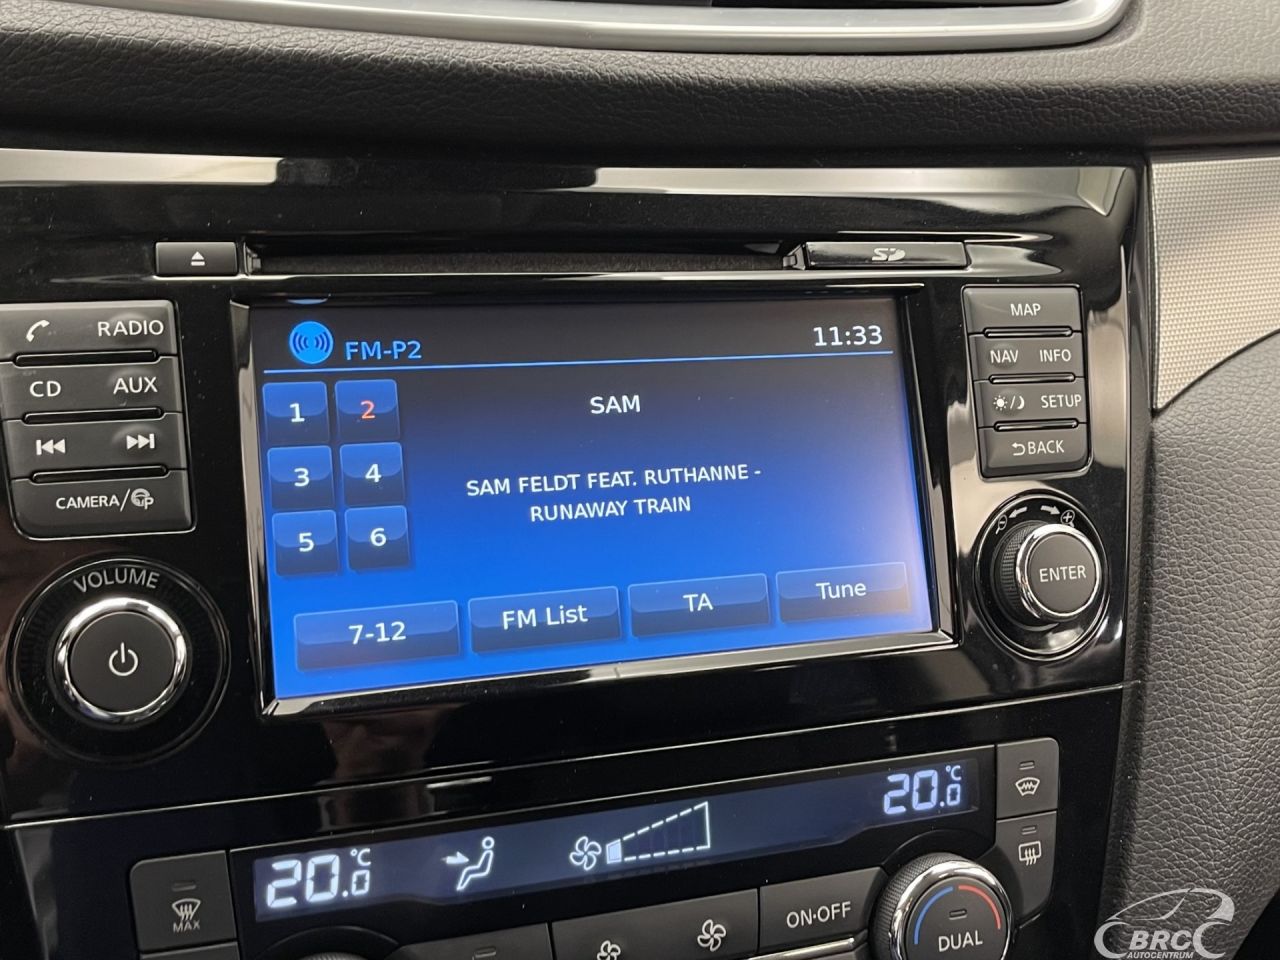 SD
RADIO
CD AUX
CAMERA/
VOLUME
FM-P2 11:33
1 2
3 4
5 6
SAM
SAM FELDT FEAT. RUTHANNE -
RUNAWAY TRAIN
7-12 FM List TA Tune
MAP
NAV INFO
SETUP
BACK
ENTER
20.0 °C
20.0 °C
MAX
ON·OFF
DUAL
BRC
AUTOCENTRUM